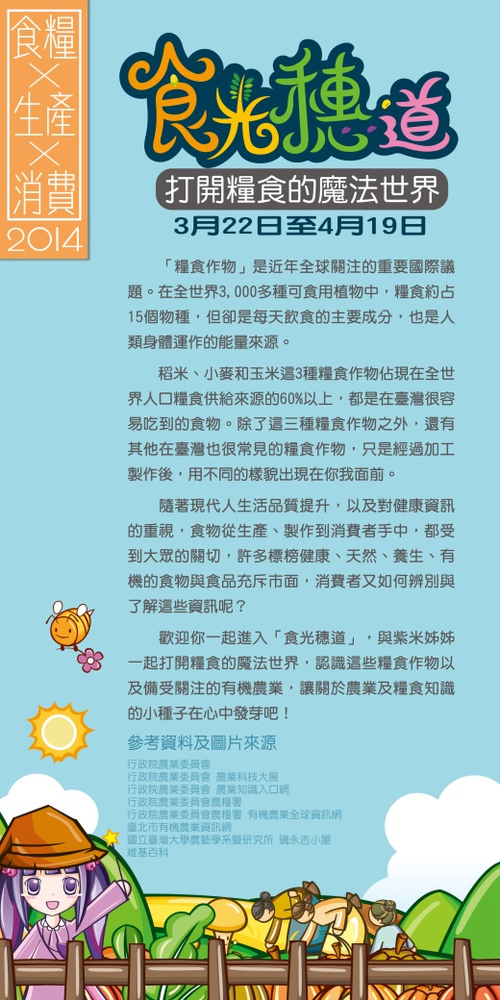 食糧
×
生產
×
消費
2014
食光穗道
打開糧食的魔法世界
3月22日至4月19日
「糧食作物」是近年全球關注的重要國際議
題。在全世界3,000多種可食用植物中，糧食約占
15個物種，但卻是每天飲食的主要成分，也是人
類身體運作的能量來源。
稻米、小麥和玉米這3種糧食作物佔現在全世
界人口糧食供給來源的60%以上，都是在臺灣很容
易吃到的食物。除了這三種糧食作物之外，還有
其他在臺灣也很常見的糧食作物，只是經過加工
製作後，用不同的樣貌出現在你我面前。
隨著現代人生活品質提升，以及對健康資訊
的重視，食物從生產、製作到消費者手中，都受
到大眾的關切，許多標榜健康、天然、養生、有
機的食物與食品充斥市面，消費者又如何辨別與
了解這些資訊呢？
歡迎你一起進入「食光穗道」，與紫米姊姊
一起打開糧食的魔法世界，認識這些糧食作物以
及備受關注的有機農業，讓關於農業及糧食知識
的小種子在心中發芽吧！
參考資料及圖片來源
行政院農業委員會
行政院農業委員會 農業科技大展
行政院農業委員會 農業知識入口網
行政院農業委員會農糧署
行政院農業委員會農糧署 有機農業全球資訊網
臺北市有機農業資訊網
國立臺灣大學農藝學系暨研究所 磯永吉小屋
維基百科